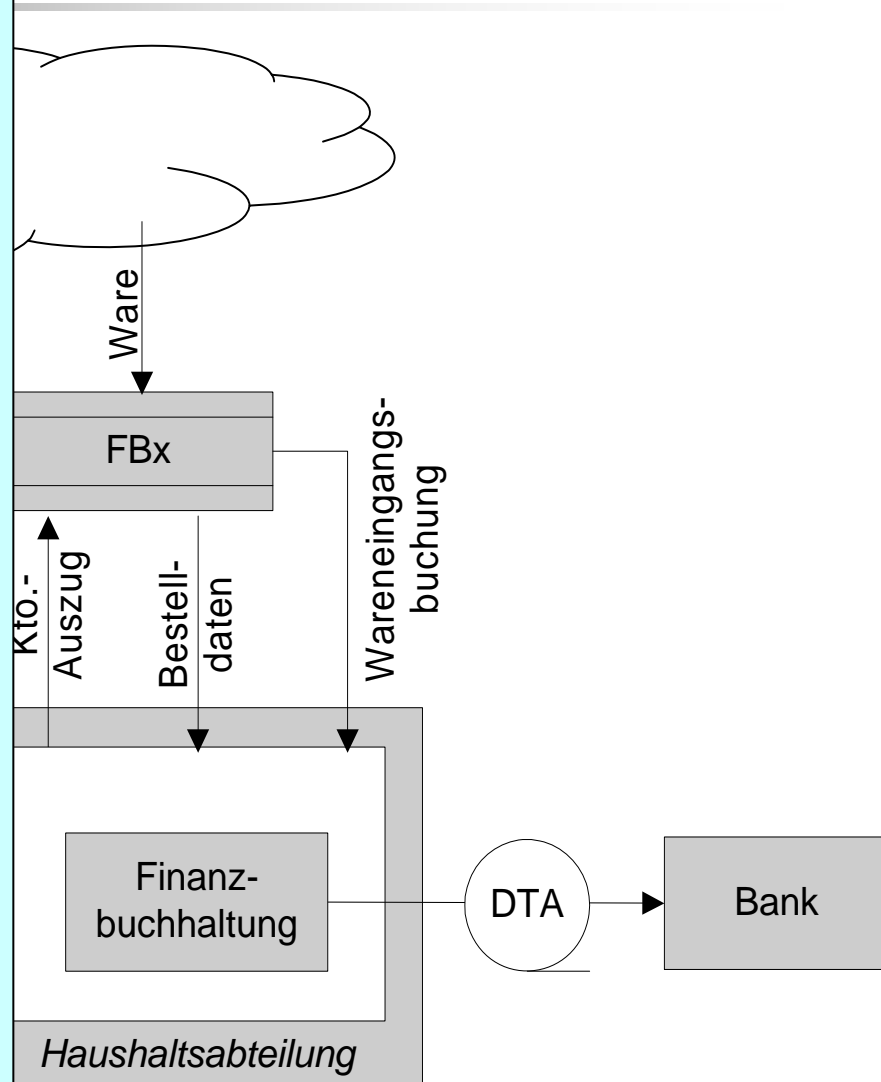 Ware
FBx
Wareneingangs-
buchung
Kto.-
Auszug
Bestell-
daten
Finanz-
buchhaltung
DTA
Bank
Haushaltsabteilung